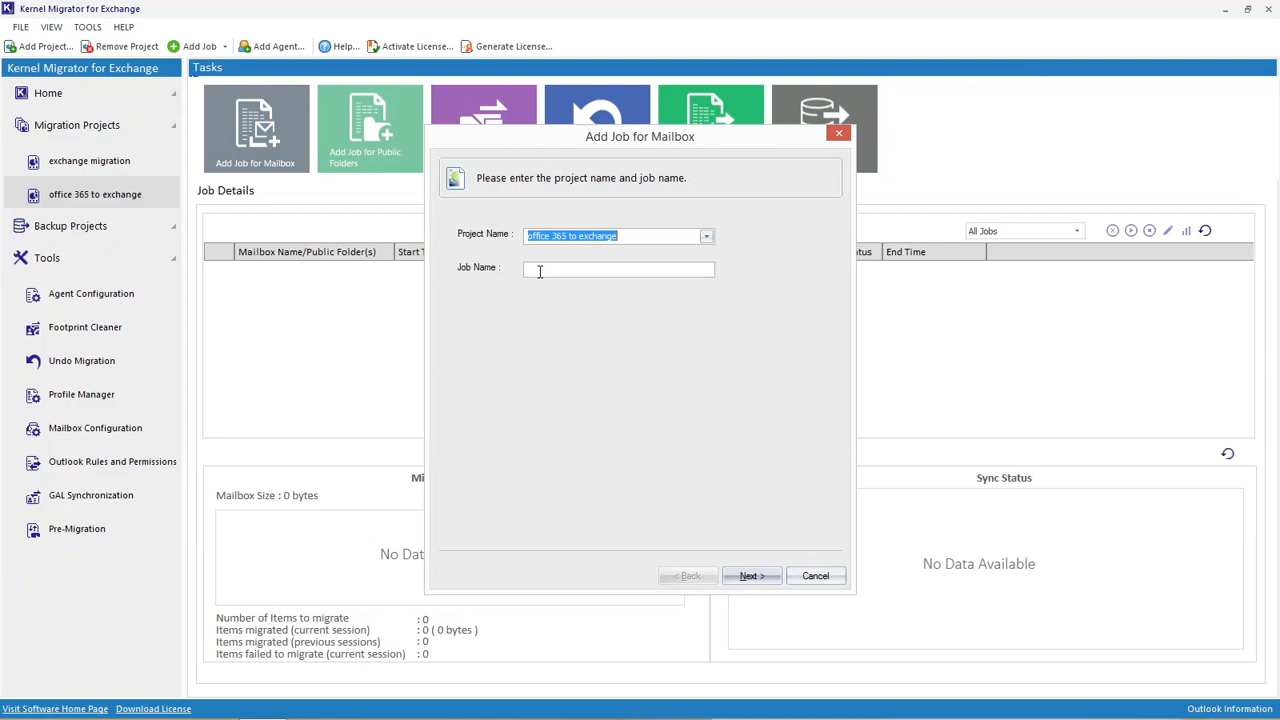 Kernel Migrator for Exchange
FILE VIEW TOOLS HELP
Add Project... Remove Project Add Job Add Agent... Help... Activate License... Generate License...
Kernel Migrator for Exchange
Home
Migration Projects
exchange migration
office 365 to exchange
Backup Projects
Tools
Agent Configuration
Footprint Cleaner
Undo Migration
Profile Manager
Mailbox Configuration
Outlook Rules and Permissions
GAL Synchronization
Pre-Migration
Tasks
Add Job for Mailbox
Add Job for Public
Folders
Job Details
All Jobs
Mailbox Name/Public Folder(s) Start T
atus End Time
Add Job for Mailbox
Please enter the project name and job name.
Project Name : office 365 to exchange
Job Name :
< Back Next > Cancel
Mi
Mailbox Size : 0 bytes
No Dat
Number of Items to migrate : 0
Items migrated (current session) : 0 ( 0 bytes )
Items migrated (previous sessions) : 0
Items failed to migrate (current session) : 0
Sync Status
No Data Available
Visit Software Home Page Download License
Outlook Information